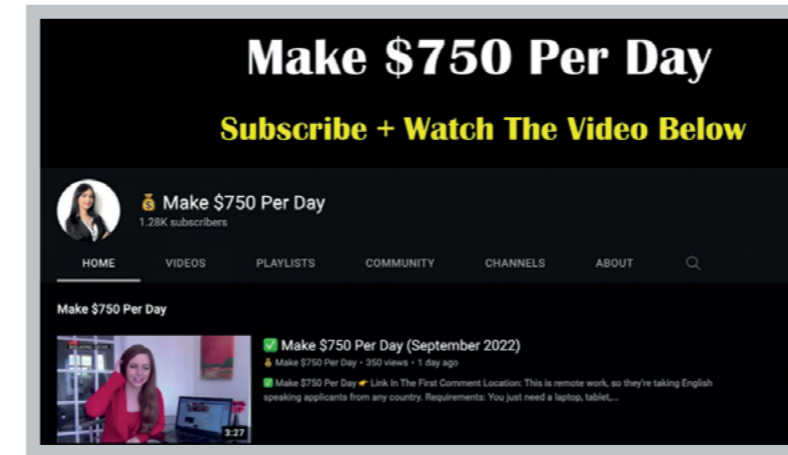 Make $750 Per Day
Subscribe + Watch The Video Below
💰 Make $750 Per Day
1.28K subscribers
HOME VIDEOS PLAYLISTS COMMUNITY CHANNELS ABOUT
Make $750 Per Day
✅ Make $750 Per Day (September 2022)
💰 Make $750 Per Day • 350 views • 1 day ago
✅ Make $750 Per Day 👉 Link In The First Comment Location: This is remote work, so they're taking English
speaking applicants from any country. Requirements: You just need a laptop, tablet,...
3:27